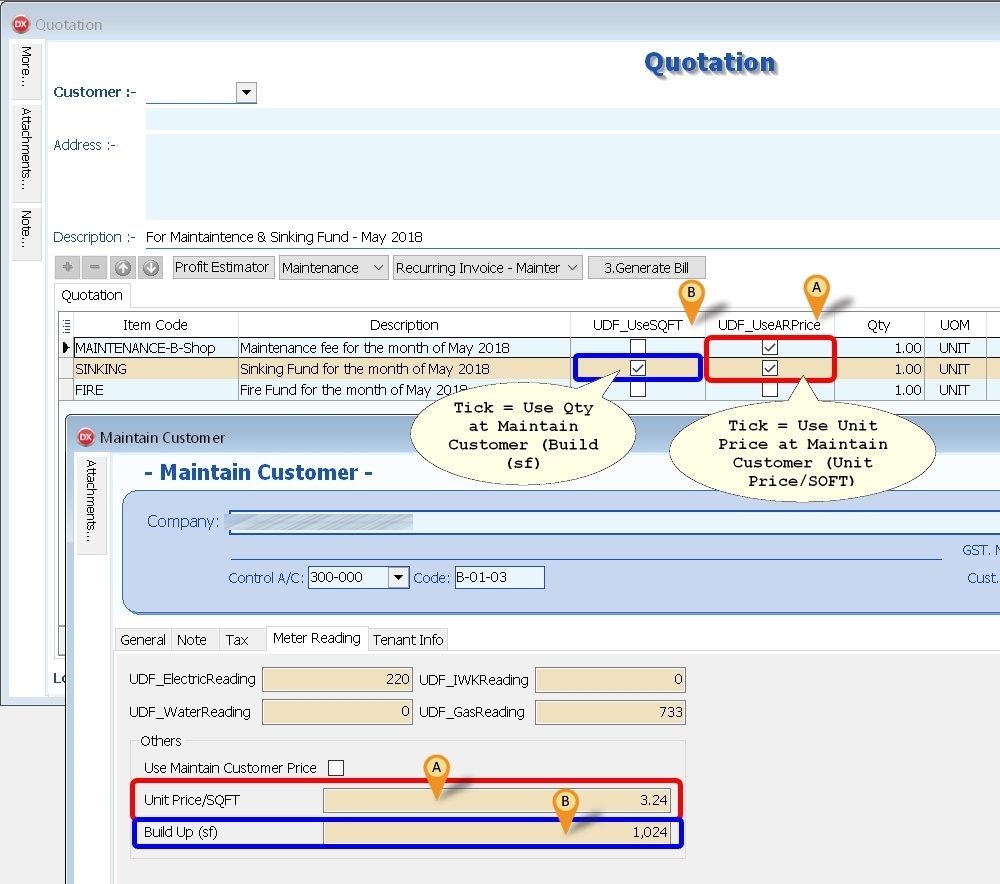 DX Quotation
More...
Attachments...
Note...
Quotation
Customer :-
Address :-
Description :- For Maintaintence & Sinking Fund - May 2018
Profit Estimator Maintenance Recurring Invoice - Mainter 3.Generate Bill
Quotation
B A
Item Code Description UDF_UseSQFT UDF_UseARPrice Qty UOM
MAINTENANCE-B-Shop Maintenance fee for the month of May 2018 1.00 UNIT
SINKING Sinking Fund for the month of May 2018 1.00 UNIT
FIRE Fire Fund for the month of May 2018 1.00 UNIT
Tick = Use Qty
at Maintain
Customer (Build
(sf)
Tick = Use Unit
Price at Maintain
Customer (Unit
Price/SOFT)
DX Maintain Customer
Attachments...
- Maintain Customer -
Company:
GST. N
Control A/C: 300-000 Code: B-01-03 Cust.
General Note Tax Meter Reading Tenant Info
UDF_ElectricReading 220 UDF_IWKReading 0
UDF_WaterReading 0 UDF_GasReading 733
Others
Use Maintain Customer Price
A
Unit Price/SQFT 3.24
B
Build Up (sf) 1,024